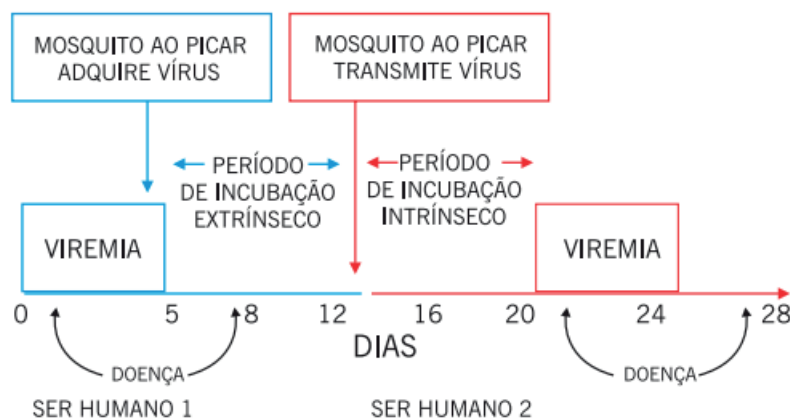 MOSQUITO AO PICAR
ADQUIRE VÍRUS
MOSQUITO AO PICAR
TRANSMITE VÍRUS
PERÍODO
DE INCUBAÇÃO
EXTRÍNSECO
PERÍODO
DE INCUBAÇÃO
INTRÍNSECO
VIREMIA
VIREMIA
0 5 8 12 16 20 24 28
DIAS
DOENÇA
DOENÇA
SER HUMANO 1
SER HUMANO 2